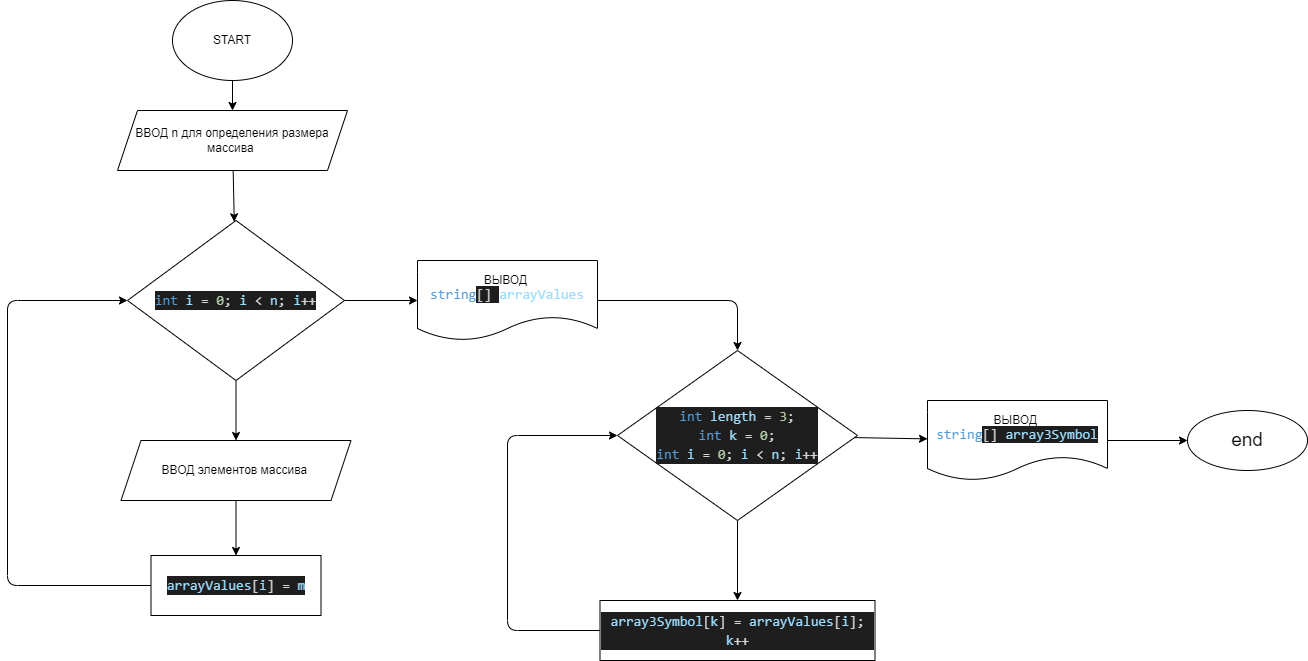 START
ВВОД n для определения размера
массива
int i = 0; i < n; i++
ВЫВОД
string[] arrayValues
ВВОД элементов массива
arrayValues[i] = m
int length = 3;
int k = 0;
int i = 0; i < n; i++
array3Symbol[k] = arrayValues[i];
k++
ВЫВОД
string[] array3Symbol
end